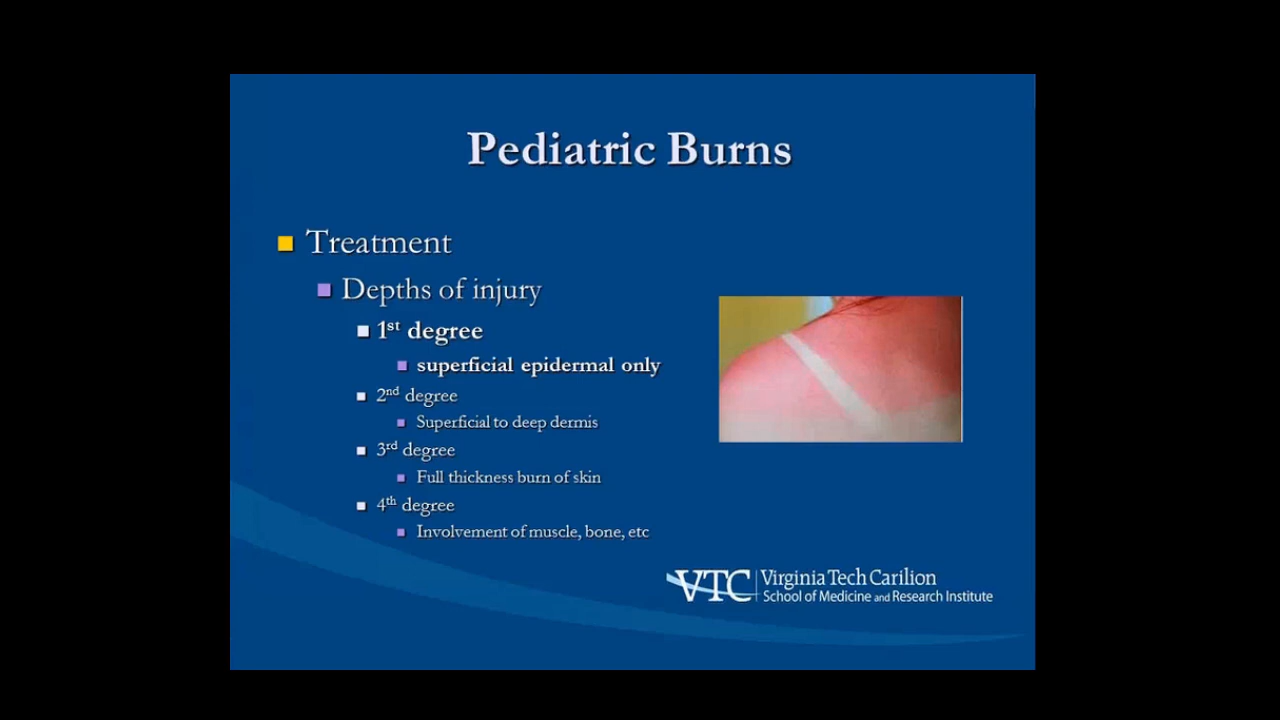 Pediatric Burns
Treatment
Depths of injury
1st degree
superficial epidermal only
2nd degree
Superficial to deep dermis
3rd degree
Full thickness burn of skin
4th degree
Involvement of muscle, bone, etc
VTC Virginia Tech Carilion
School of Medicine and Research Institute